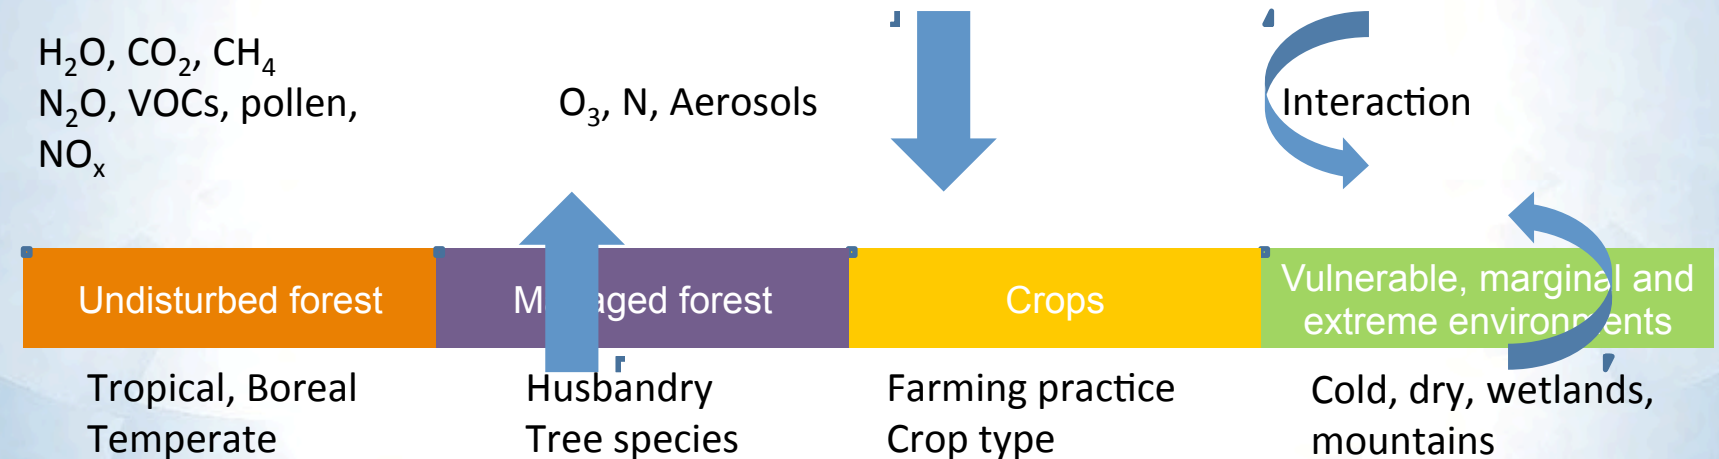 H₂O, CO₂, CH₄
N₂O, VOCs, pollen,
NOₓ
O₃, N, Aerosols
Interaction
Undisturbed forest
Managed forest
Crops
Vulnerable, marginal and
extreme environments
Tropical, Boreal
Temperate
Husbandry
Tree species
Farming practice
Crop type
Cold, dry, wetlands,
mountains